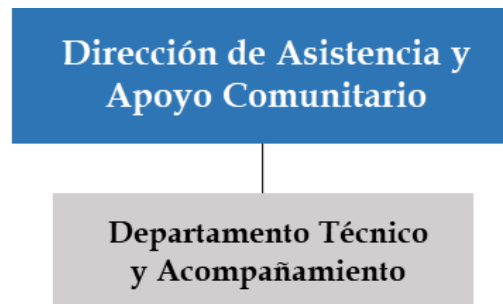 Dirección de Asistencia y
Apoyo Comunitario
Departamento Técnico
y Acompañamiento